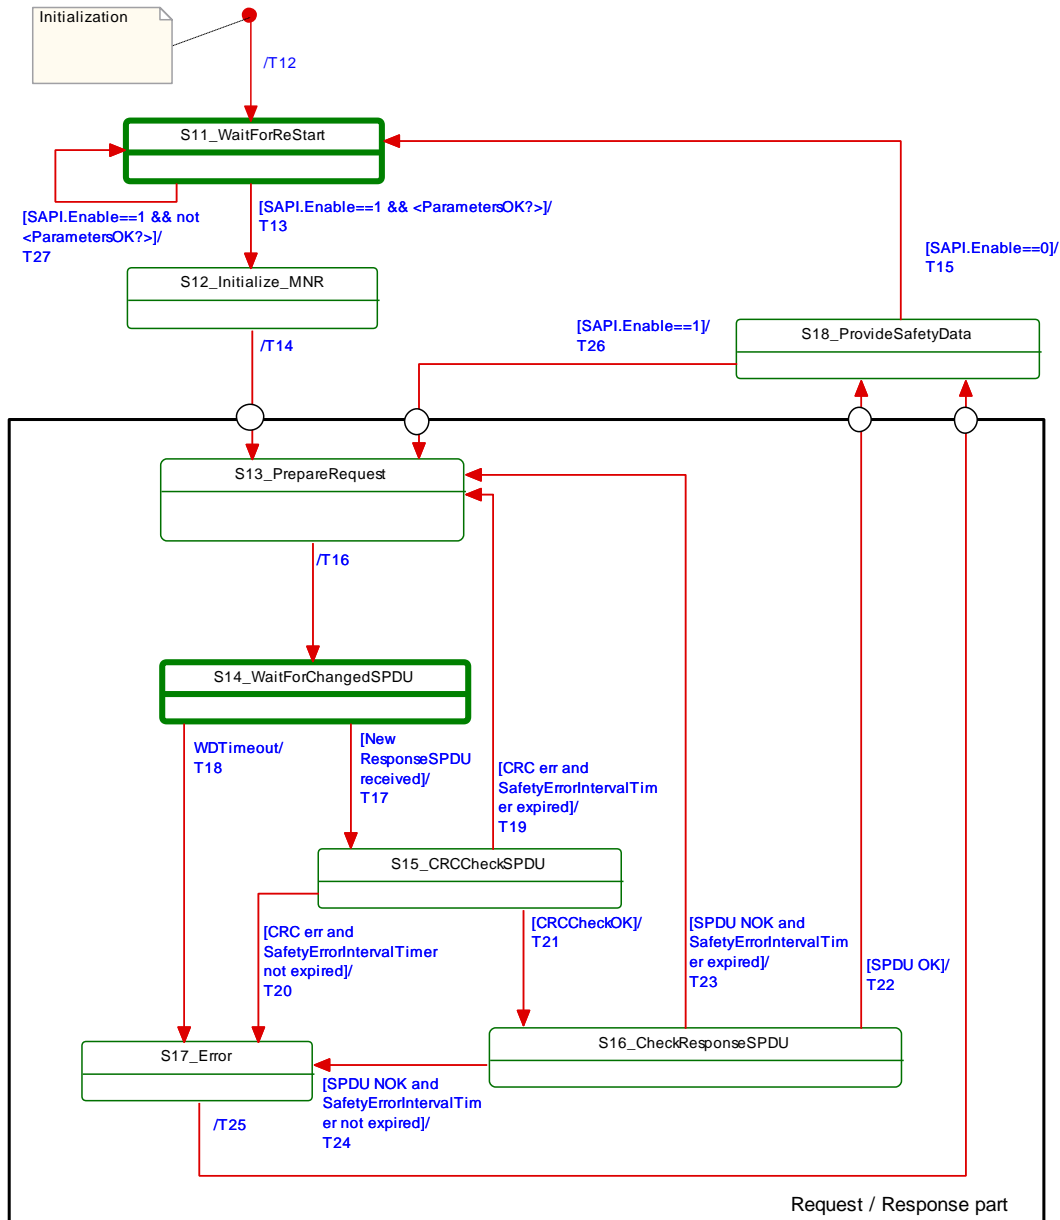 Initialization
/T12
S11_WaitForReStart
[SAPI.Enable==1 && not
<ParametersOK?>]/
T27
[SAPI.Enable==1 && <ParametersOK?>]/
T13
[SAPI.Enable==0]/
T15
S12_Initialize_MNR
/T14
[SAPI.Enable==1]/
T26
S18_ProvideSafetyData
S13_PrepareRequest
/T16
S14_WaitForChangedSPDU
WDTimeout/
T18
[New
ResponseSPDU
received]/
T17
[CRC err and
SafetyErrorIntervalTim
er expired]/
T19
S15_CRCCheckSPDU
[CRC err and
SafetyErrorIntervalTimer
not expired]/
T20
[CRCCheckOK]/
T21
[SPDU NOK and
SafetyErrorIntervalTim
er expired]/
T23
[SPDU OK]/
T22
S17_Error
S16_CheckResponseSPDU
[SPDU NOK and
SafetyErrorIntervalTim
er not expired]/
T24
/T25
Request / Response part